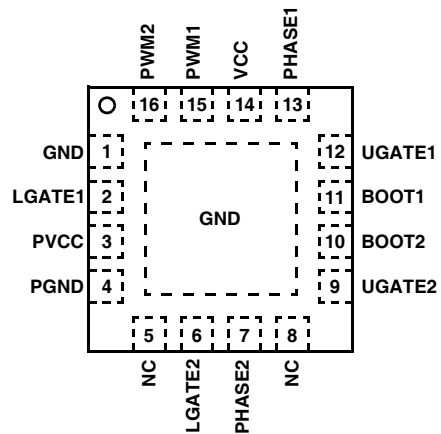 PWM2 PWM1 VCC PHASE1
16 15 14 13
GND 1 12 UGATE1
LGATE1 2 11 BOOT1
GND
PVCC 3 10 BOOT2
PGND 4 9 UGATE2
5 6 7 8
NC LGATE2 PHASE2 NC